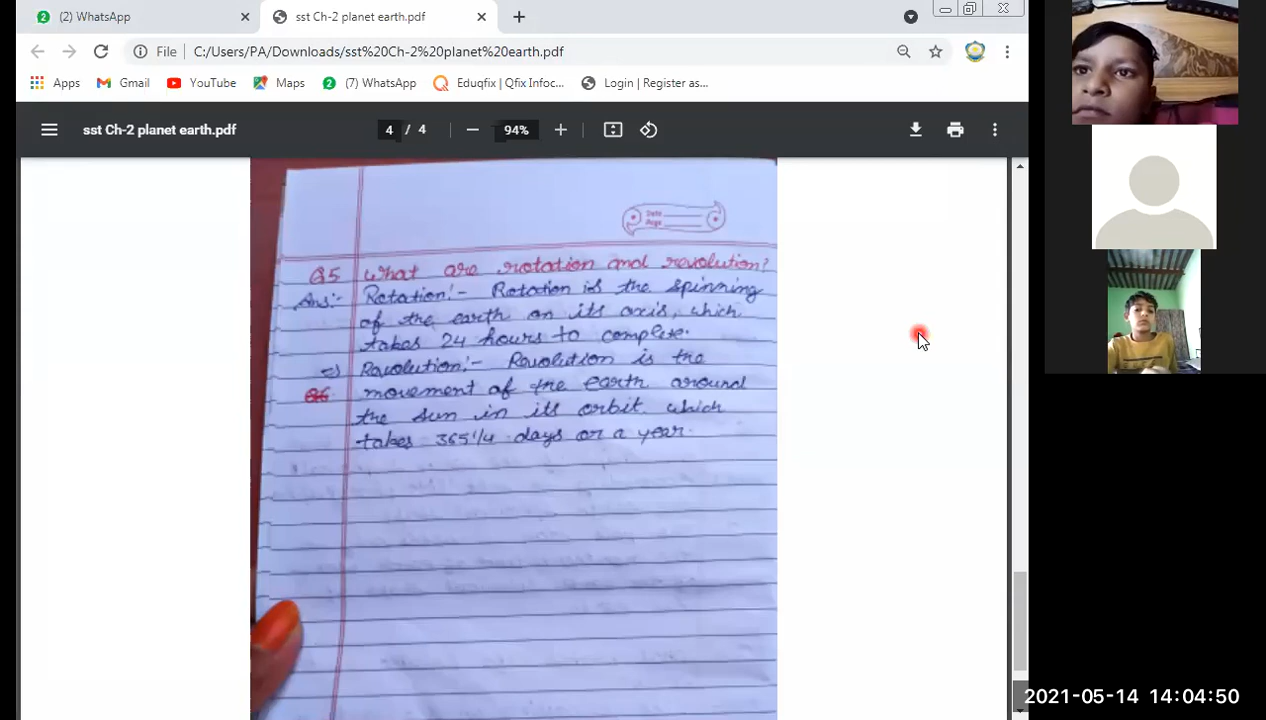 (2) WhatsApp
sst Ch-2 planet earth.pdf
File
C:/Users/PA/Downloads/sst%20Ch-2%20planet%20earth.pdf
Apps
Gmail
YouTube
Maps
(7) WhatsApp
Eduqfix | Qfix Infoc...
Login | Register as...
sst Ch-2 planet earth.pdf
4 / 4
94%
Date
Page
Q5 What are rotation and revolution?
Ans:- Rotation:- Rotation is the spinning
of the earth on its axis, which
takes 24 hours to complete.
=> Revolution:- Revolution is the
movement of the earth around
the sun in its orbit which
takes 365 1/4 days or a year.
2021-05-14 14:04:50